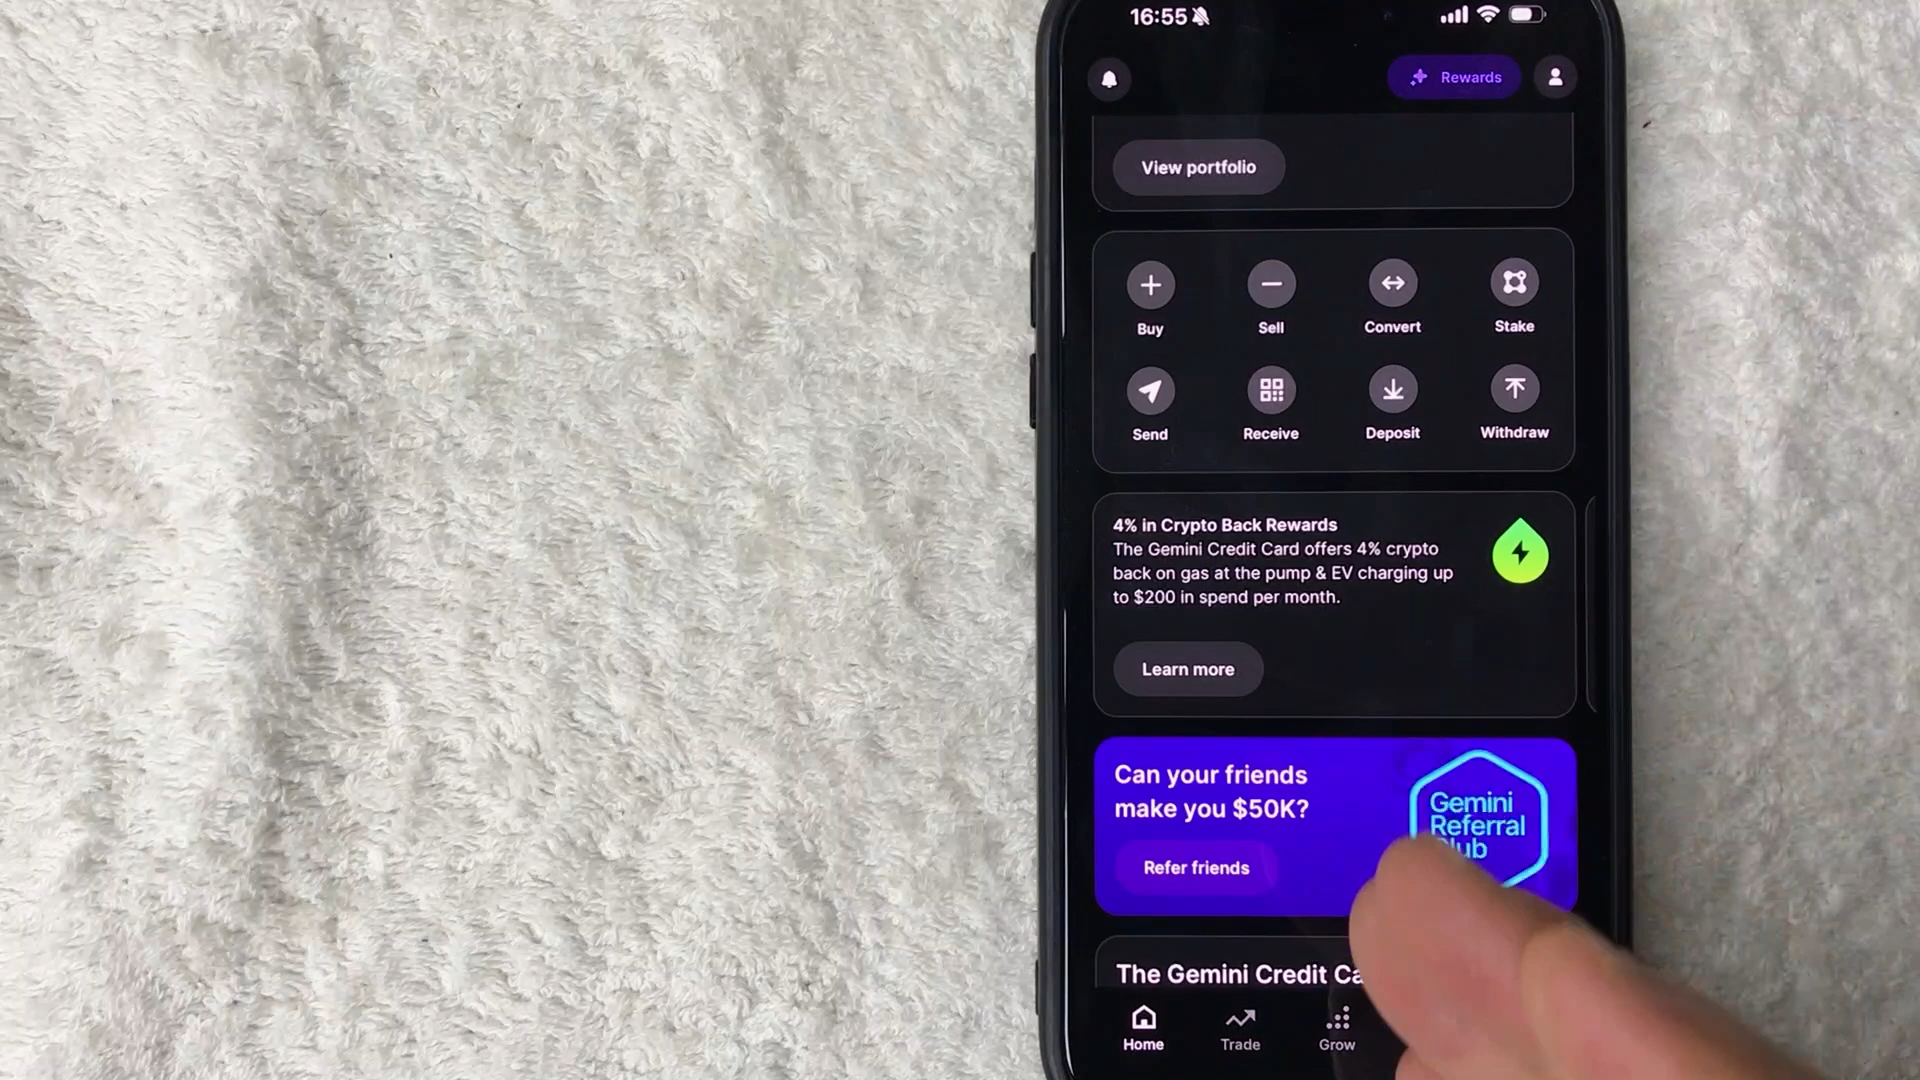 16:55
Rewards
View portfolio
Buy Sell Convert Stake
Send Receive Deposit Withdraw
4% in Crypto Back Rewards
The Gemini Credit Card offers 4% crypto
back on gas at the pump & EV charging up
to $200 in spend per month.
Learn more
Can your friends
make you $50K?
Refer friends
Gemini
Referral
Club
The Gemini Credit
Home Trade Grow